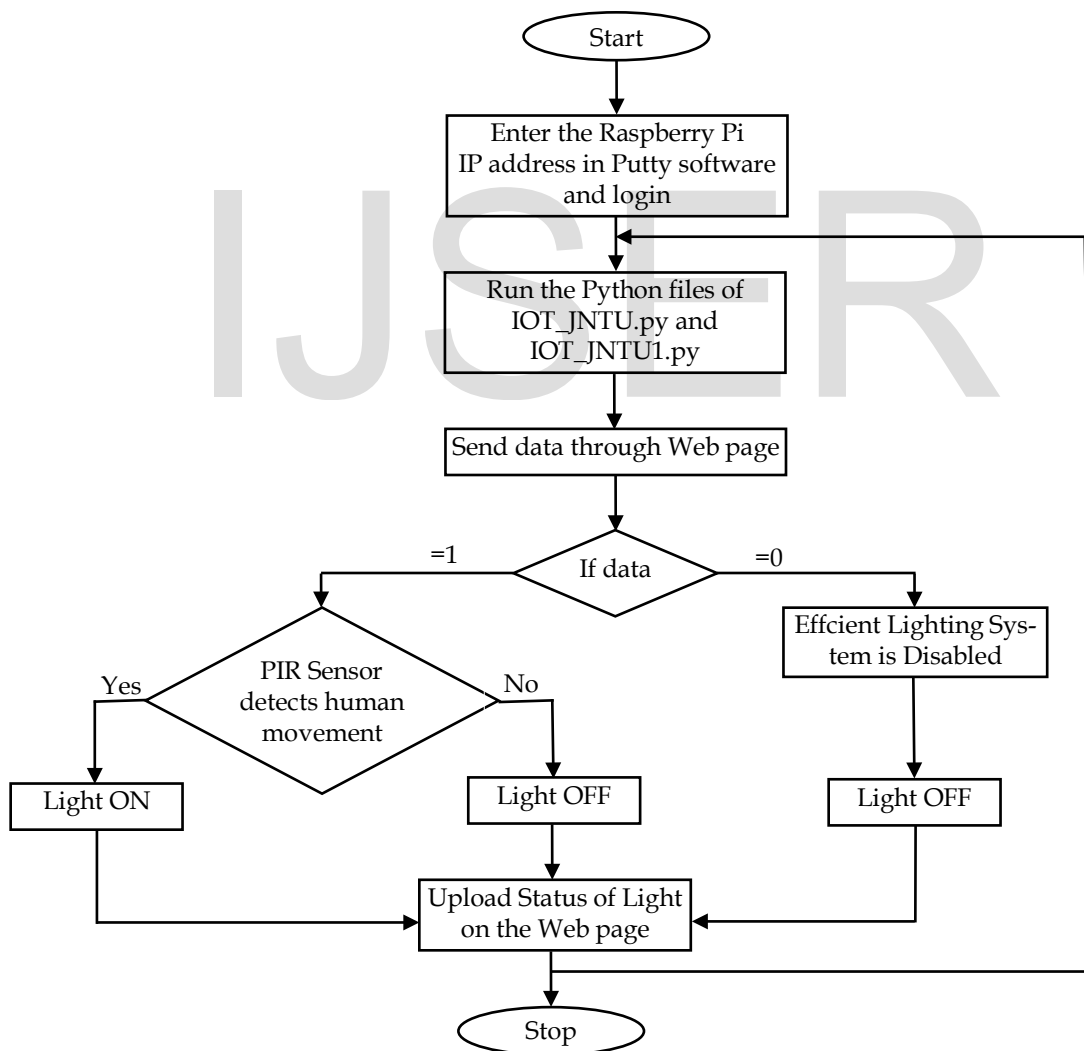 Start
Enter the Raspberry Pi
IP address in Putty software
and login
IJSER
Run the Python files of
IOT_JNTU.py and
IOT_JNTU1.py
Send data through Web page
=1
If data
=0
Effcient Lighting Sys-
tem is Disabled
PIR Sensor
detects human
movement
Yes
No
Light ON
Light OFF
Light OFF
Upload Status of Light
on the Web page
Stop